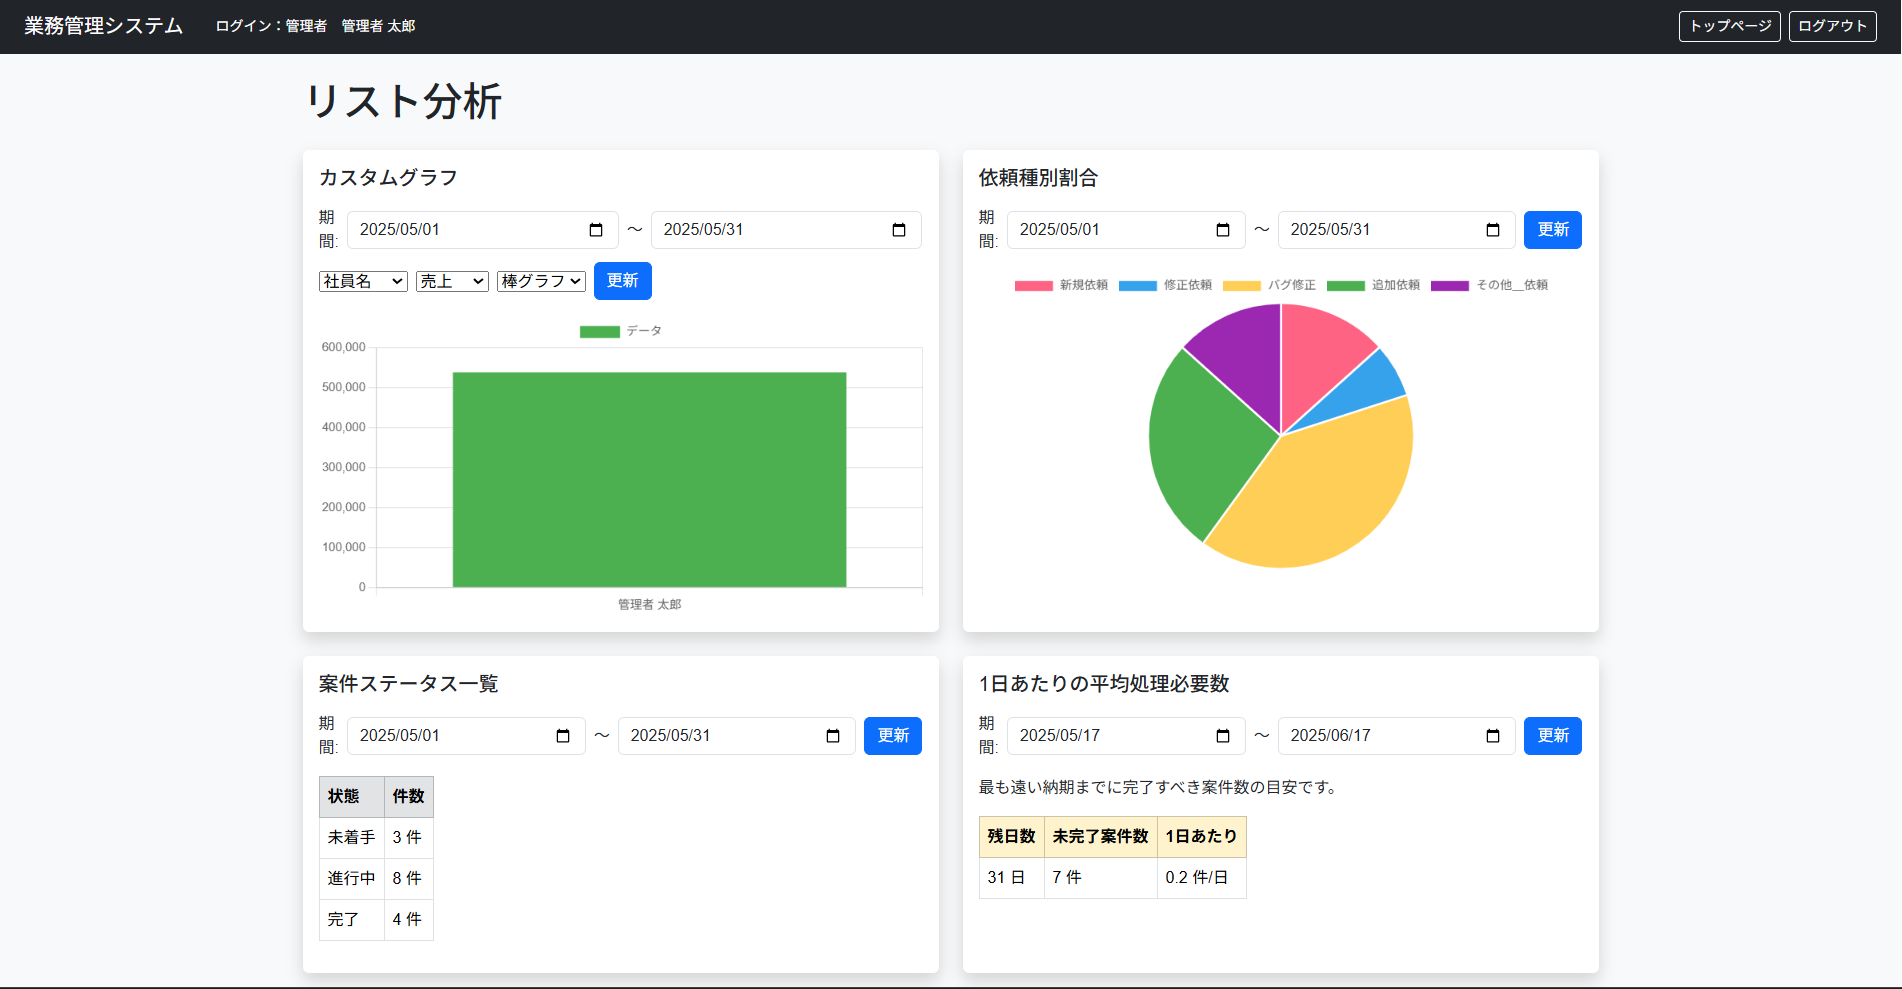 業務管理システム ログイン：管理者　管理者 太郎 トップページ ログアウト
リスト分析
カスタムグラフ
期間: 2025/05/01 ～ 2025/05/31
社員名 売上 棒グラフ 更新
データ
600,000
500,000
400,000
300,000
200,000
100,000
0
管理者 太郎
依頼種別割合
期間: 2025/05/01 ～ 2025/05/31 更新
新規依頼 修正依頼 バグ修正 追加依頼 その他__依頼
案件ステータス一覧
期間: 2025/05/01 ～ 2025/05/31 更新
状態 件数
未着手 3 件
進行中 8 件
完了 4 件
1日あたりの平均処理必要数
期間: 2025/05/17 ～ 2025/06/17 更新
最も遠い納期までに完了すべき案件数の目安です。
残日数 未完了案件数 1日あたり
31 日 7 件 0.2 件/日